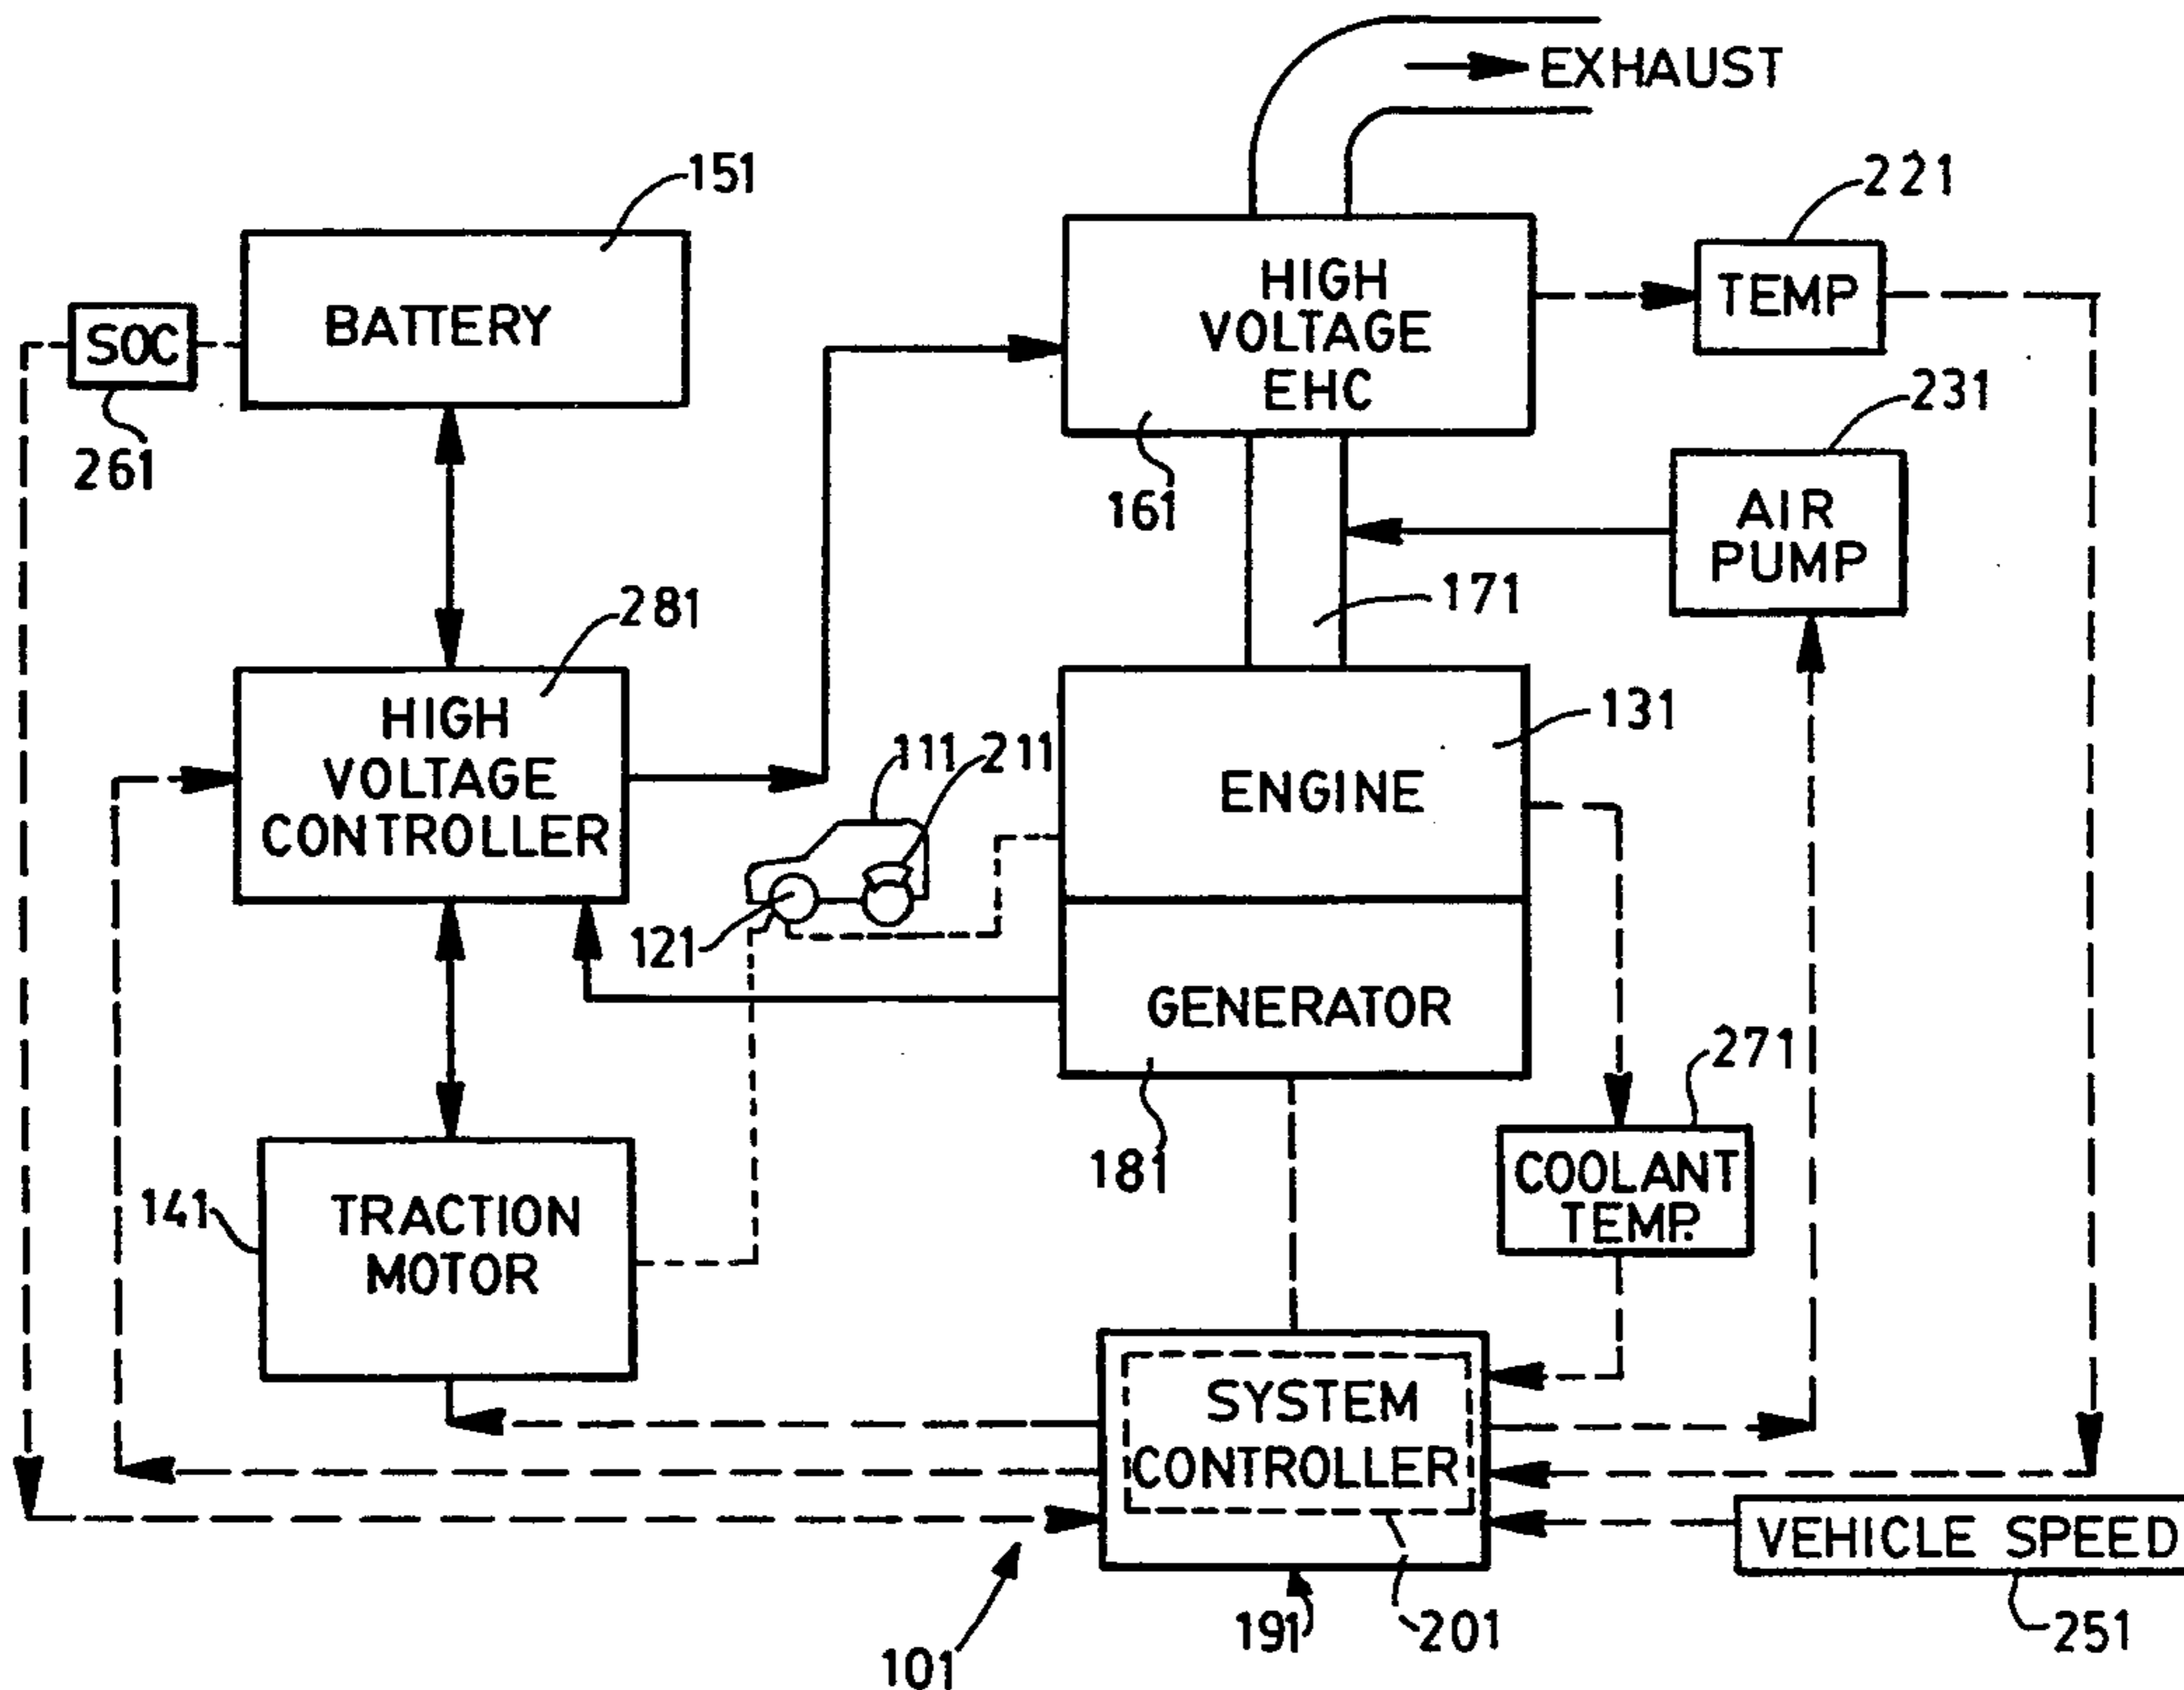 EXHAUST
151
221
BATTERY
SOC
261
HIGH
VOLTAGE
EHC
161
TEMP
231
AIR
PUMP
171
281
HIGH
VOLTAGE
CONTROLLER
111
211
121
131
ENGINE
GENERATOR
181
271
COOLANT
TEMP.
141
TRACTION
MOTOR
SYSTEM
CONTROLLER
VEHICLE SPEED
101
191
201
251